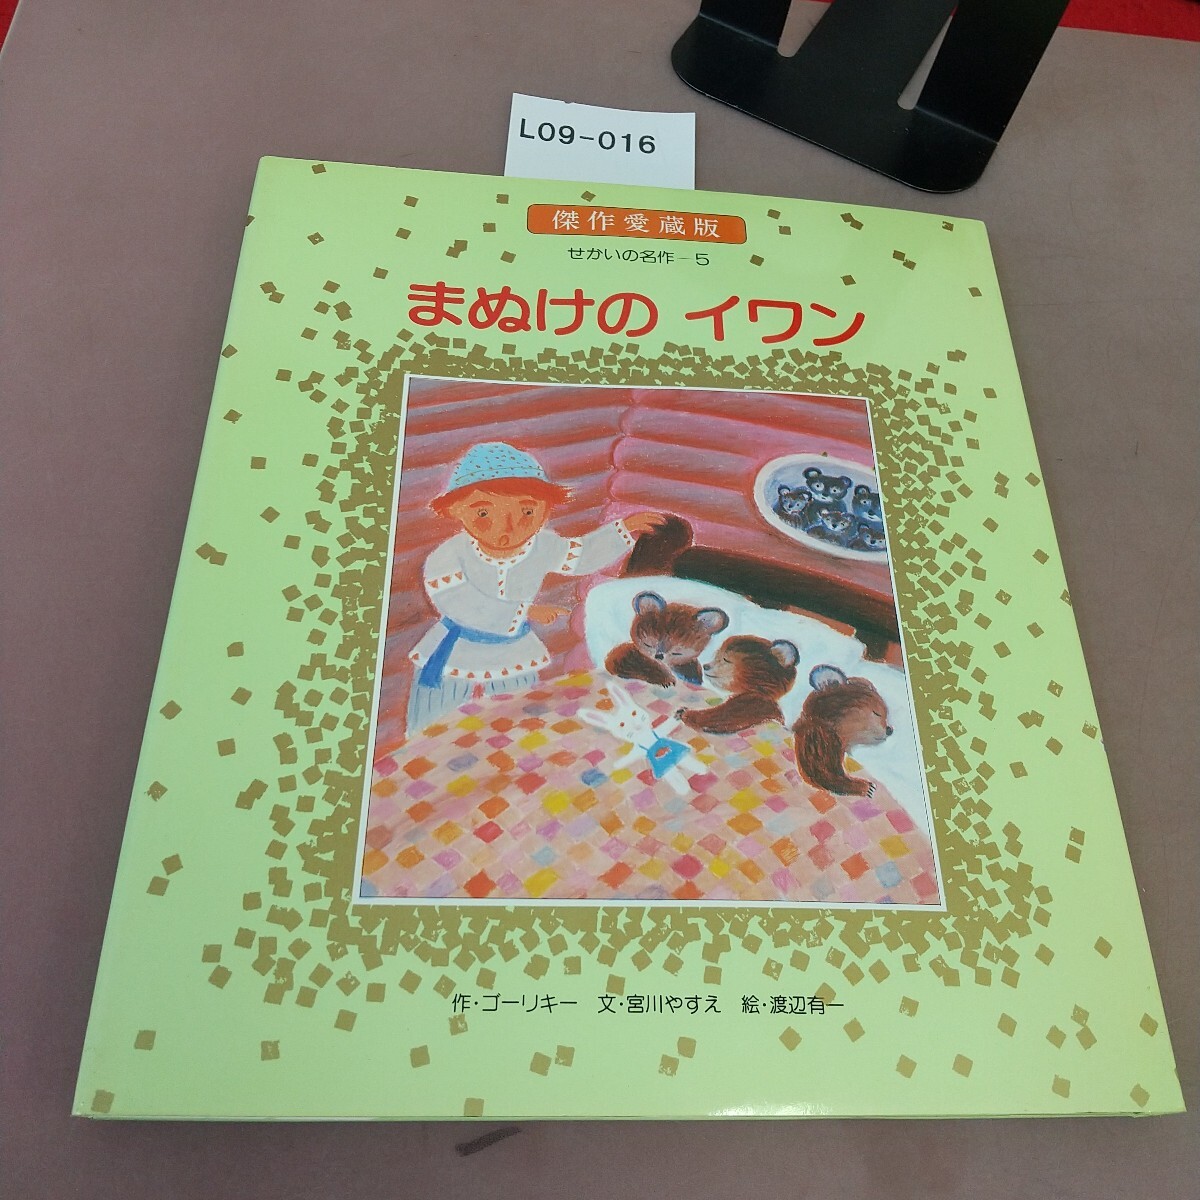 L09-016
傑作愛蔵版
せかいの名作-5
まぬけの イワン
作・ゴーリキー 文・宮川やすえ 絵・渡辺有一